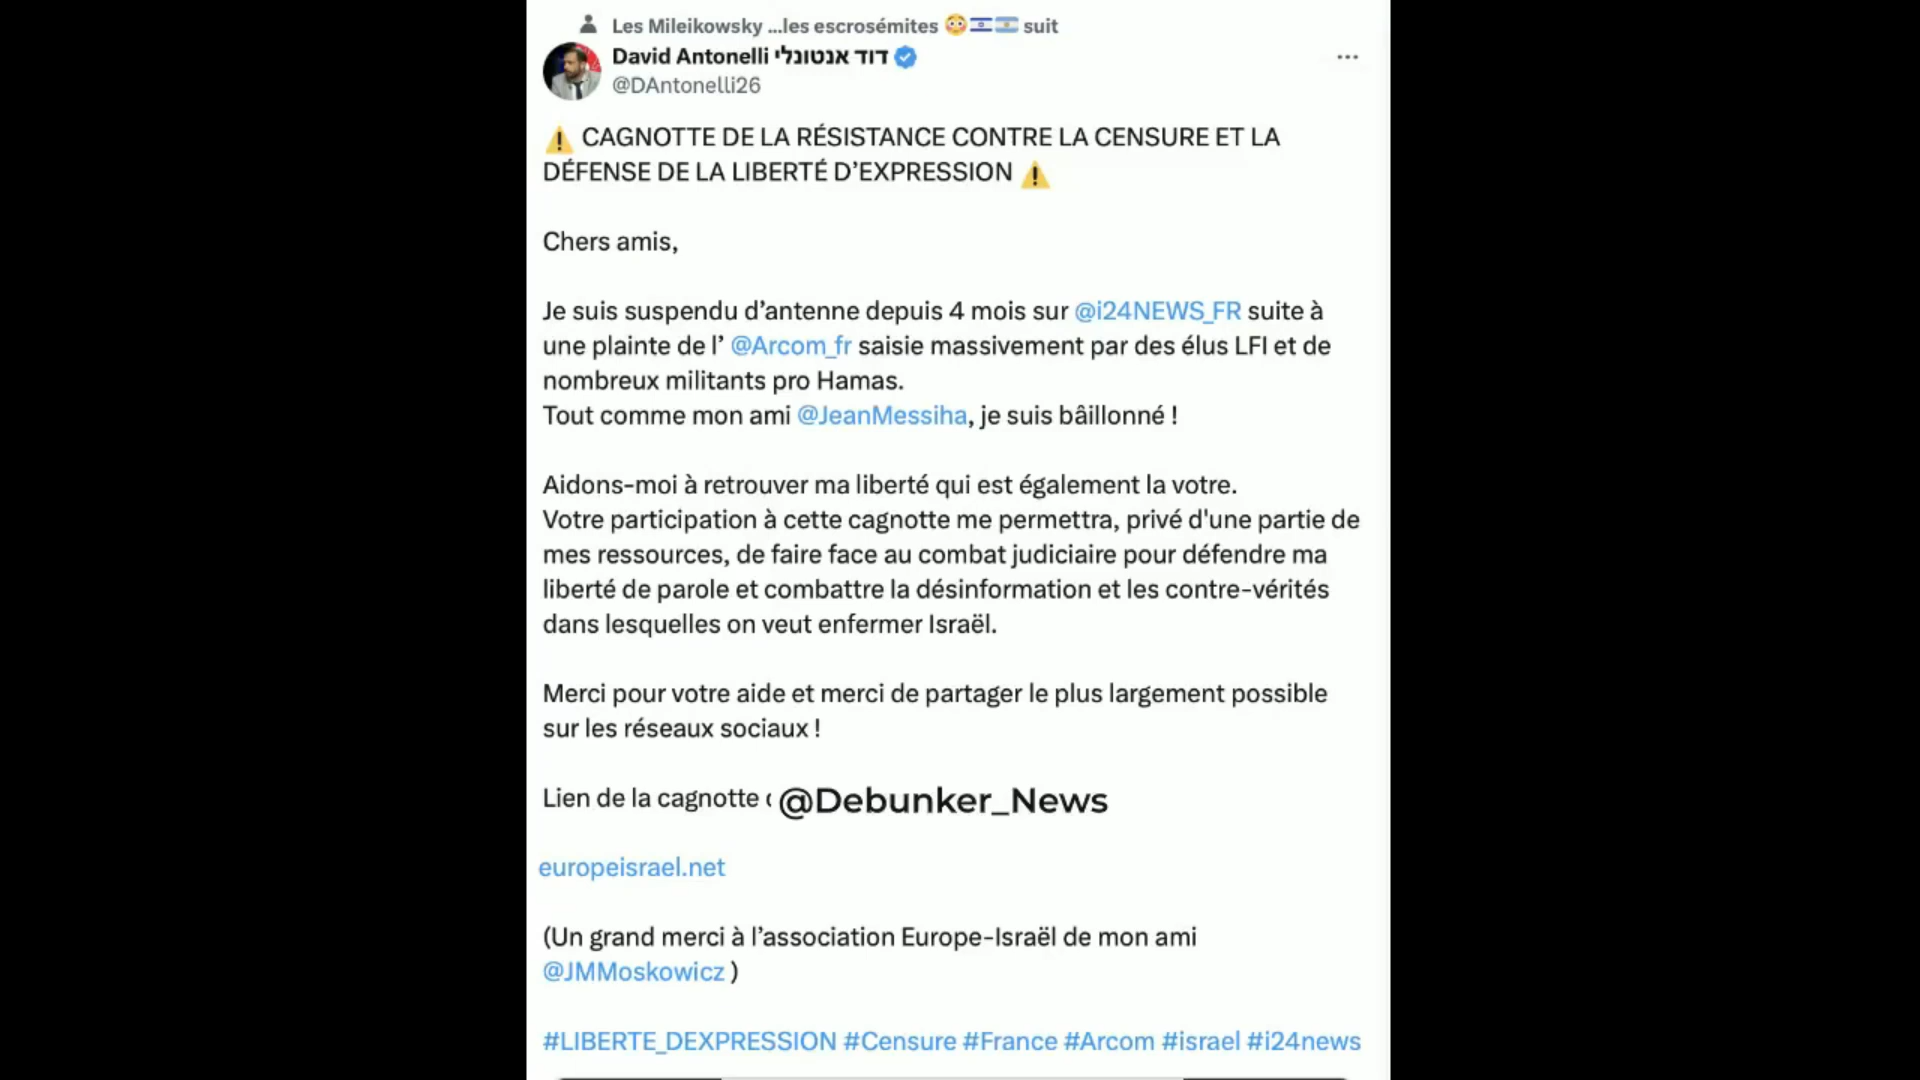 Les Mileikowsky ...les escrosémites 😳🇮🇱🇦🇷 suit
David Antonelli דוד אנטונלי
@DAntonelli26
⚠️ CAGNOTTE DE LA RÉSISTANCE CONTRE LA CENSURE ET LA
DÉFENSE DE LA LIBERTÉ D’EXPRESSION ⚠️
Chers amis,
Je suis suspendu d’antenne depuis 4 mois sur @i24NEWS_FR suite à
une plainte de l’ @Arcom_fr saisie massivement par des élus LFI et de
nombreux militants pro Hamas.
Tout comme mon ami @JeanMessiha, je suis bâillonné !
Aidons-moi à retrouver ma liberté qui est également la votre.
Votre participation à cette cagnotte me permettra, privé d'une partie de
mes ressources, de faire face au combat judiciaire pour défendre ma
liberté de parole et combattre la désinformation et les contre-vérités
dans lesquelles on veut enfermer Israël.
Merci pour votre aide et merci de partager le plus largement possible
sur les réseaux sociaux !
Lien de la cagnotte @Debunker_News
europeisrael.net
(Un grand merci à l’association Europe-Israël de mon ami
@JMMoskowicz )
#LIBERTE_DEXPRESSION #Censure #France #Arcom #israel #i24news